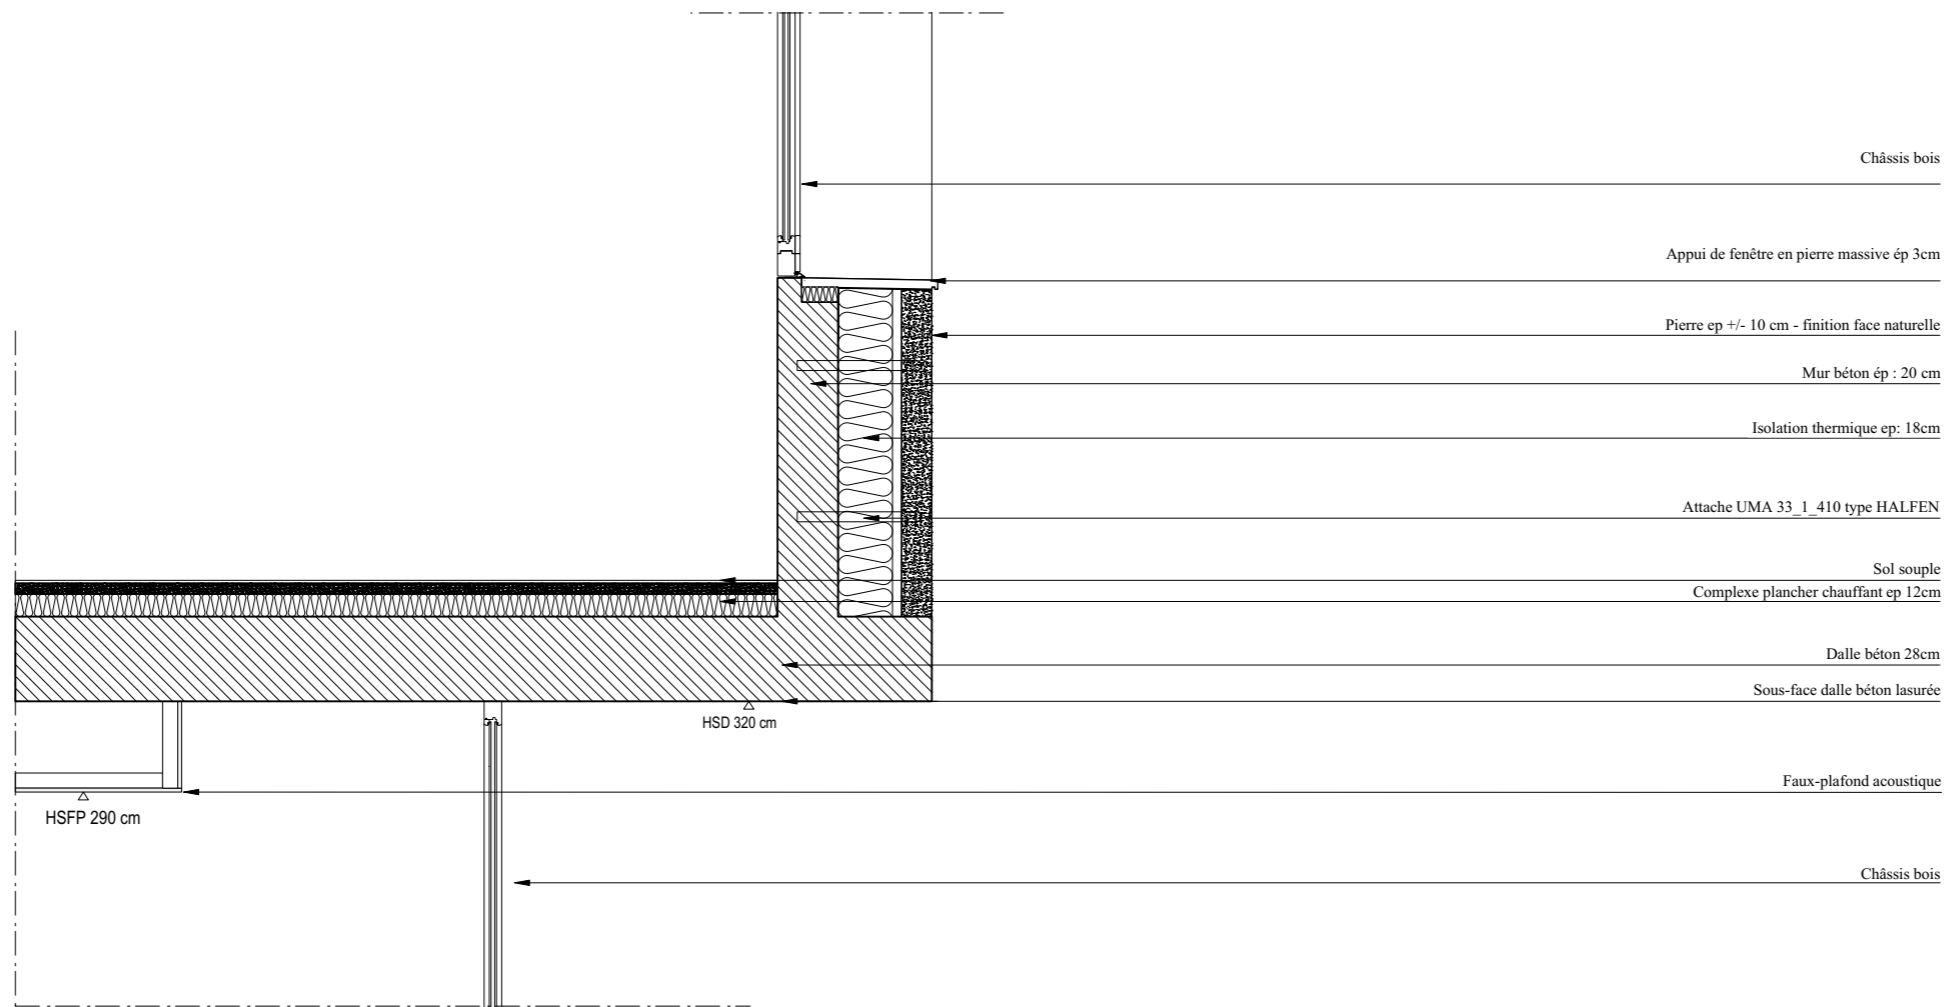 Châssis bois
Appui de fenêtre en pierre massive ép 3cm
Pierre ep +/- 10 cm - finition face naturelle
Mur béton ép : 20 cm
Isolation thermique ep: 18cm
Attache UMA 33_1_410 type HALFEN
Sol souple
Complexe plancher chauffant ep 12cm
Dalle béton 28cm
Sous-face dalle béton lasurée
HSD 320 cm
Faux-plafond acoustique
HSFP 290 cm
Châssis bois